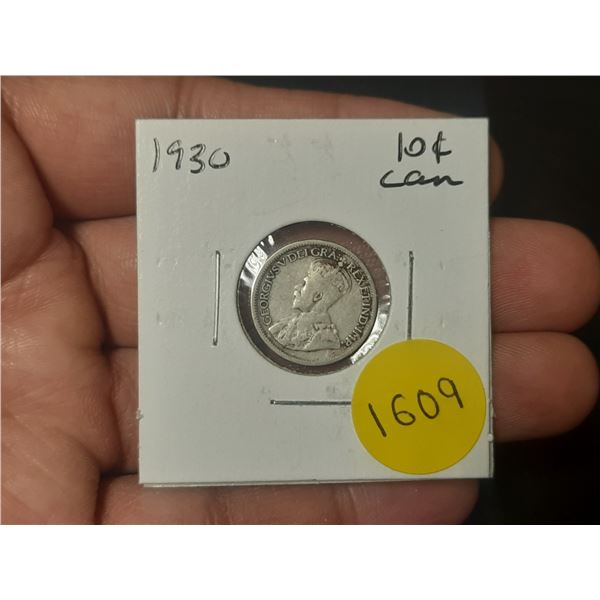 1930
10¢
can
GEORGIVS V DEI GRA: REX ET IND: IMP:
1609